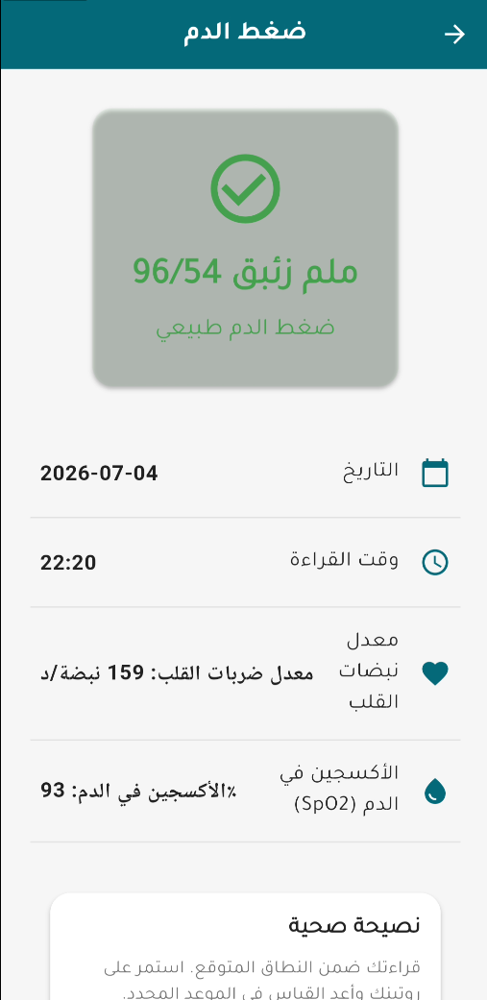 ضغط الدم
96/54 ملم زئبق
ضغط الدم طبيعي
التاريخ
2026-07-04
وقت القراءة
22:20
معدل
نبضات
القلب
معدل ضربات القلب: 159 نبضة/د
الأكسجين في
الدم (SpO2)
الأكسجين في الدم: 93٪
نصيحة صحية
قراءتك ضمن النطاق المتوقع. استمر على
روتينك وأعد القياس في الموعد المحدد.